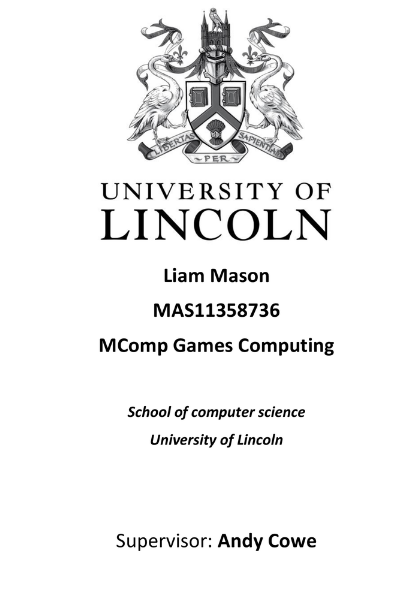 LIBERTAS PER SAPIENTIAM
UNIVERSITY OF
LINCOLN
Liam Mason
MAS11358736
MComp Games Computing
School of computer science
University of Lincoln
Supervisor: Andy Cowe